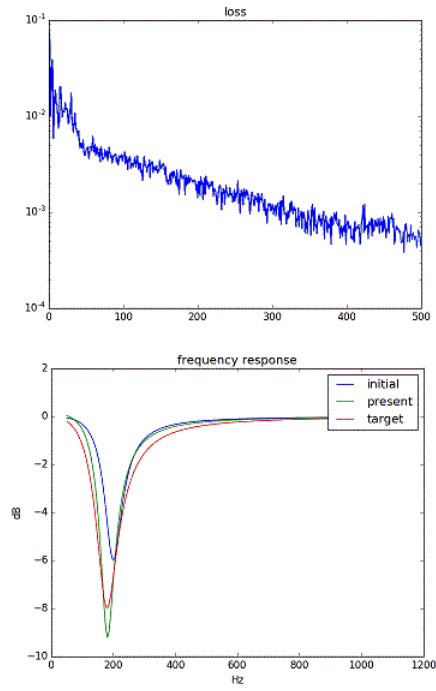 loss
10^-1
10^-2
10^-3
10^-4
0 100 200 300 400 500
frequency response
2
0
−2
−4
−6
−8
−10
dB
initial
present
target
0 200 400 600 800 1000 1200
Hz